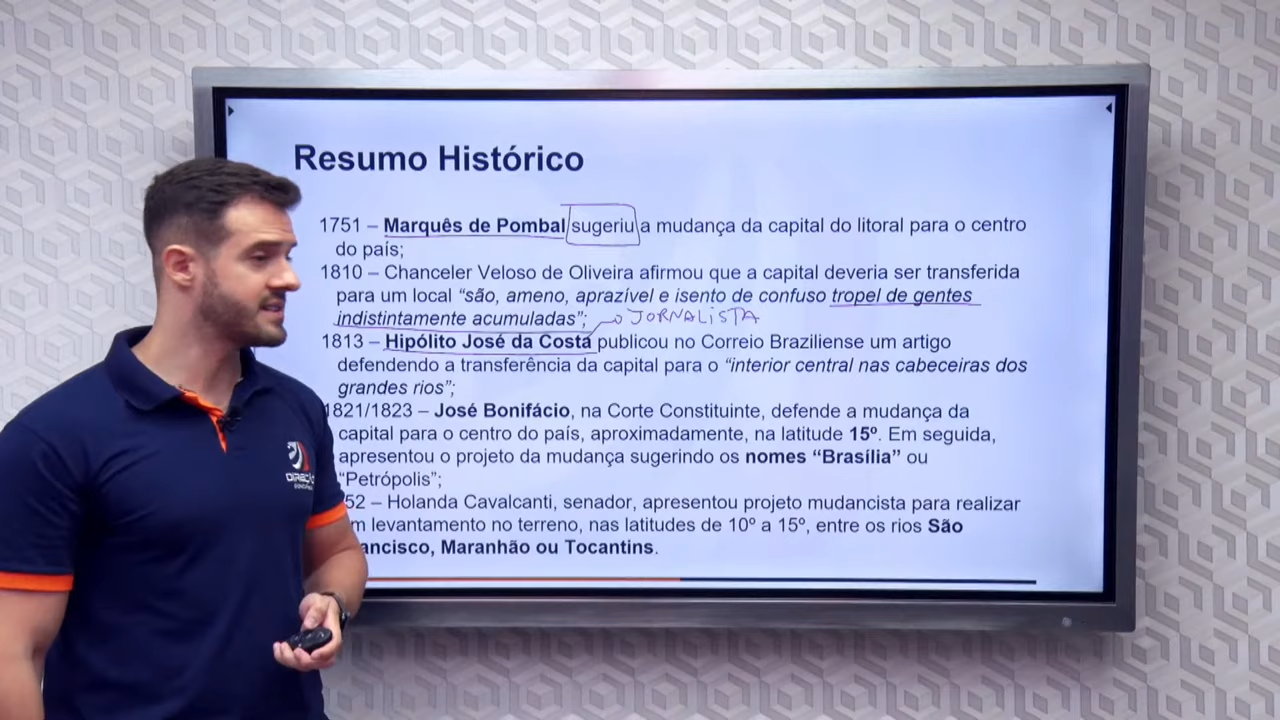 Resumo Histórico
1751 – Marquês de Pombal sugeriu a mudança da capital do litoral para o centro
do país;
1810 – Chanceler Veloso de Oliveira afirmou que a capital deveria ser transferida
para um local “são, ameno, aprazível e isento de confuso tropel de gentes
indistintamente acumuladas”; JORNALISTA
1813 – Hipólito José da Costa publicou no Correio Braziliense um artigo
defendendo a transferência da capital para o “interior central nas cabeceiras dos
grandes rios”;
1821/1823 – José Bonifácio, na Corte Constituinte, defende a mudança da
capital para o centro do país, aproximadamente, na latitude 15º. Em seguida,
apresentou o projeto da mudança sugerindo os nomes “Brasília” ou
“Petrópolis”;
52 – Holanda Cavalcanti, senador, apresentou projeto mudancista para realizar
m levantamento no terreno, nas latitudes de 10º a 15º, entre os rios São
ancisco, Maranhão ou Tocantins.